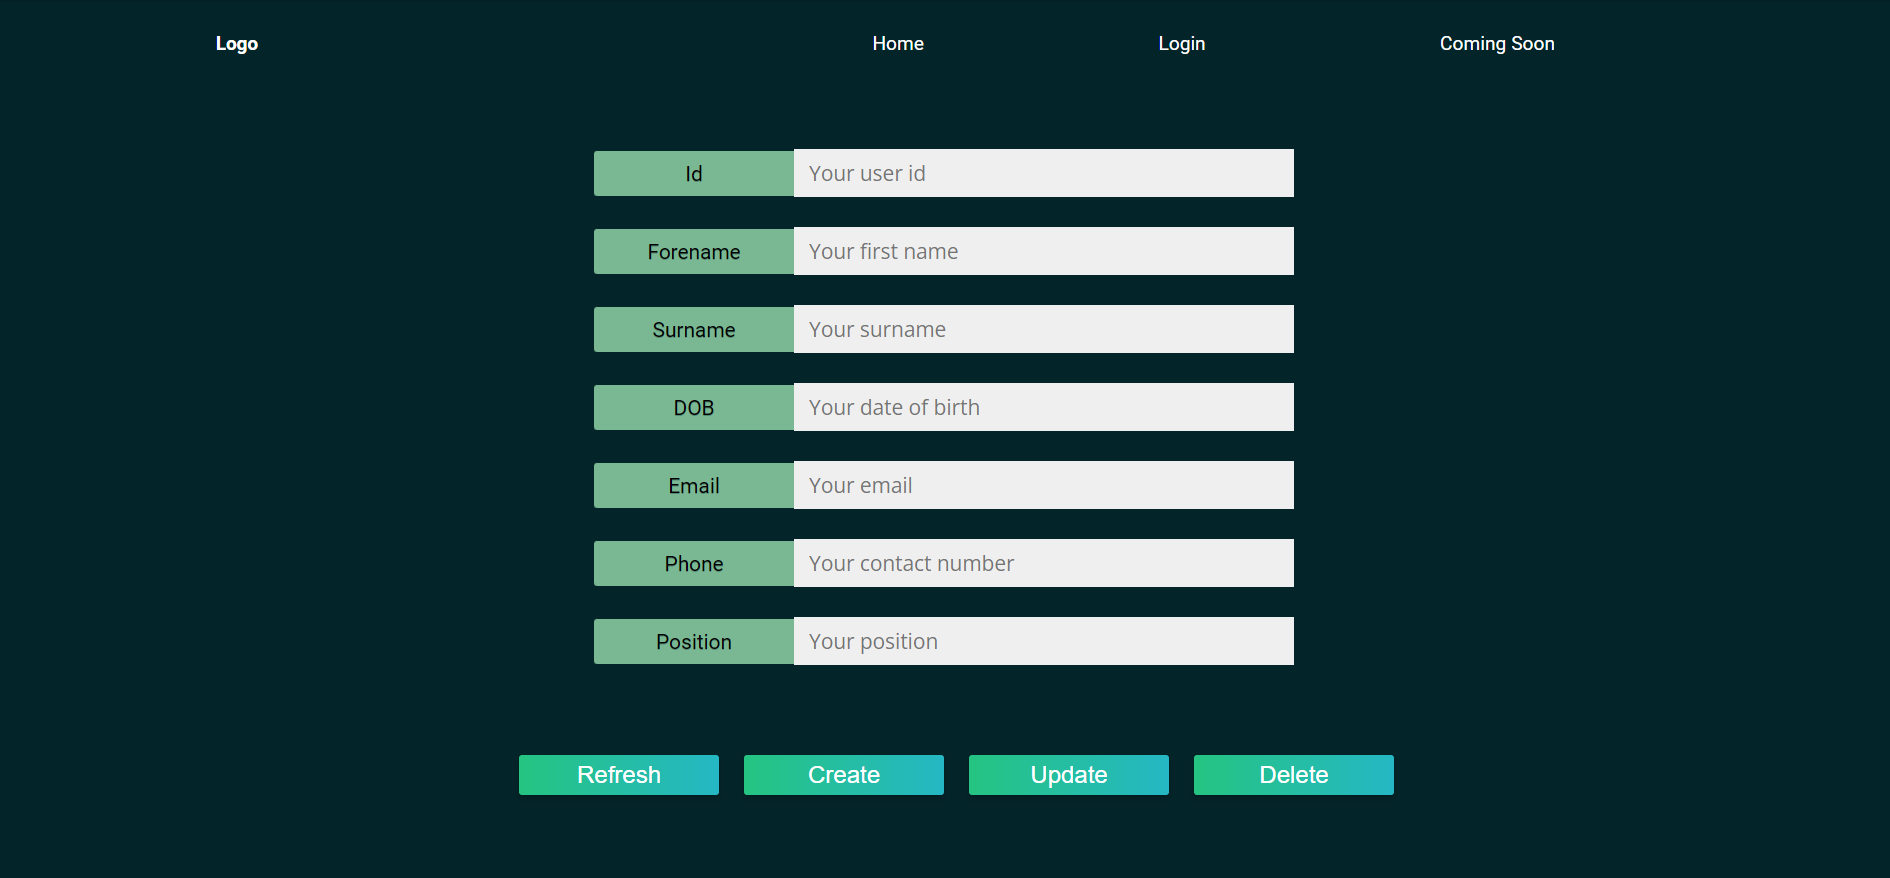 Logo Home Login Coming Soon
Id Your user id
Forename Your first name
Surname Your surname
DOB Your date of birth
Email Your email
Phone Your contact number
Position Your position
Refresh Create Update Delete